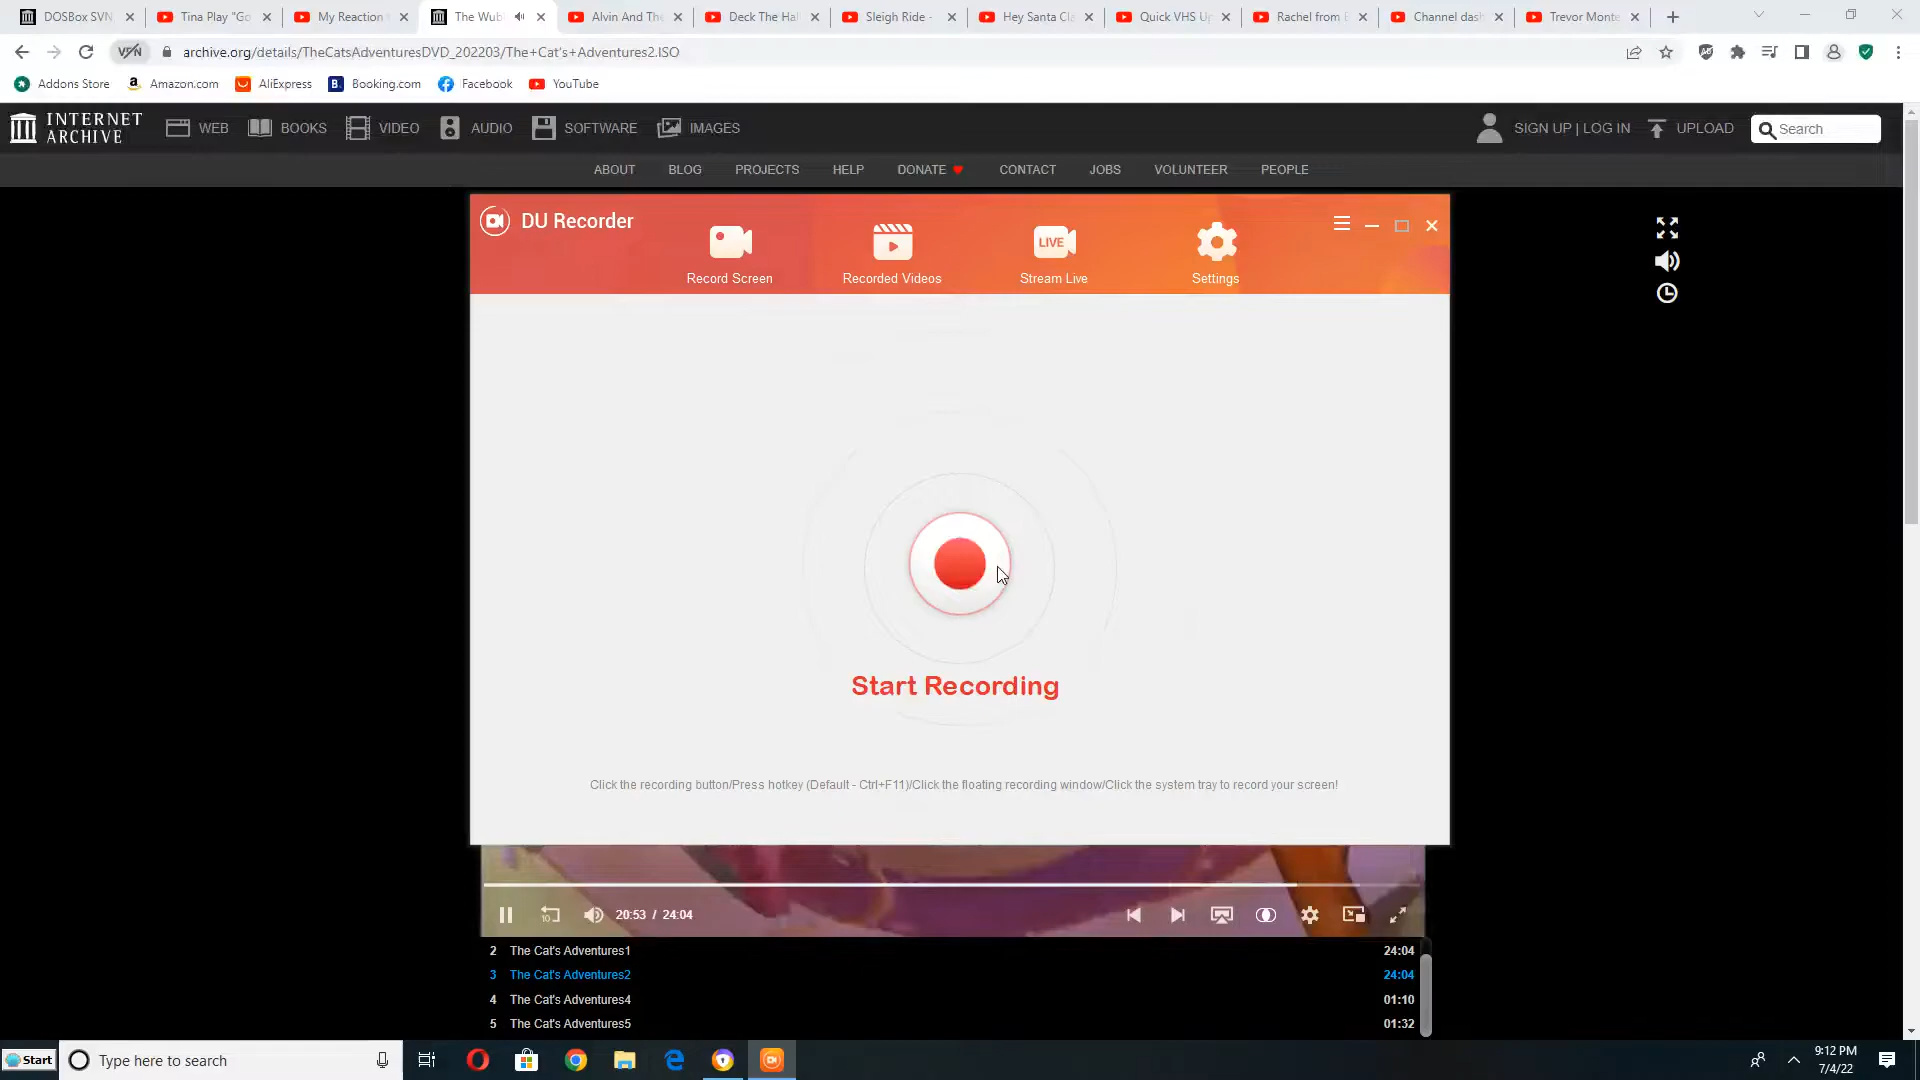 DOSBox SVN
Tina Play "Go
My Reaction
The Wub
Alvin And The
Deck The Hal
Sleigh Ride -
Hey Santa Cl
Quick VHS Up
Rachel from
Channel dash
Trevor Monte
VPN
archive.org/details/TheCatsAdventuresDVD_202203/The+Cat's+Adventures2.ISO
Addons Store
Amazon.com
AliExpress
B.
Booking.com
Facebook
YouTube
INTERNET
ARCHIVE
WEB
BOOKS
VIDEO
AUDIO
SOFTWARE
IMAGES
SIGN UP | LOG IN
UPLOAD
Search
ABOUT
BLOG
PROJECTS
HELP
DONATE
CONTACT
JOBS
VOLUNTEER
PEOPLE
DU Recorder
LIVE
Record Screen
Recorded Videos
Stream Live
Settings
Start Recording
Click the recording button/Press hotkey (Default - Ctrl+F11)/Click the floating recording window/Click the system tray to record your screen!
10
20:53 / 24:04
2 The Cat's Adventures1 24:04
3 The Cat's Adventures2 24:04
4 The Cat's Adventures4 01:10
5 The Cat's Adventures5 01:32
Start
Type here to search
9:12 PM
7/4/22